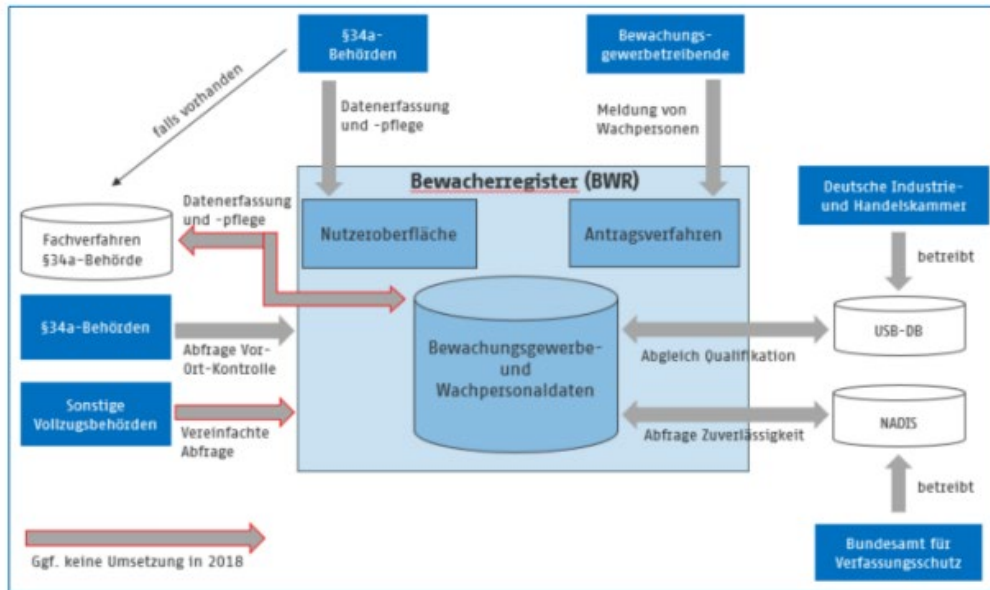 §34a-
Behörden
Bewachungs-
gewerbetreibende
falls vorhanden
Datenerfassung
und -pflege
Meldung von
Wachpersonen
Bewacherregister (BWR)
Deutsche Industrie-
und Handelskammer
Datenerfassung
und -pflege
Nutzeroberfläche
Antragsverfahren
Fachverfahren
§34a-Behörde
betreibt
§34a-Behörden
Abfrage Vor-
Ort-Kontrolle
Bewachungsgewerbe-
und
Wachpersonaldaten
Abgleich Qualifikation
USB-DB
Sonstige
Vollzugsbehörden
Vereinfachte
Abfrage
Abfrage Zuverlässigkeit
NADIS
betreibt
Ggf. keine Umsetzung in 2018
Bundesamt für
Verfassungsschutz